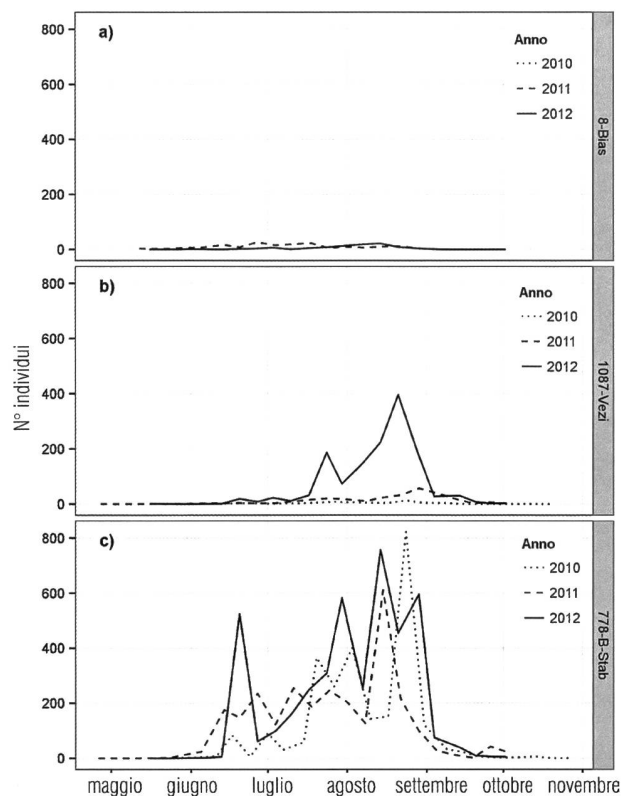 800
600
400
200
0
a)
Anno
2010
2011
2012
8-Bias
800
600
400
200
0
b)
Anno
2010
2011
2012
1087-Vezi
800
600
400
200
0
c)
Anno
2010
2011
2012
778-B-Stab
N° individui
maggio giugno luglio agosto settembre ottobre novembre